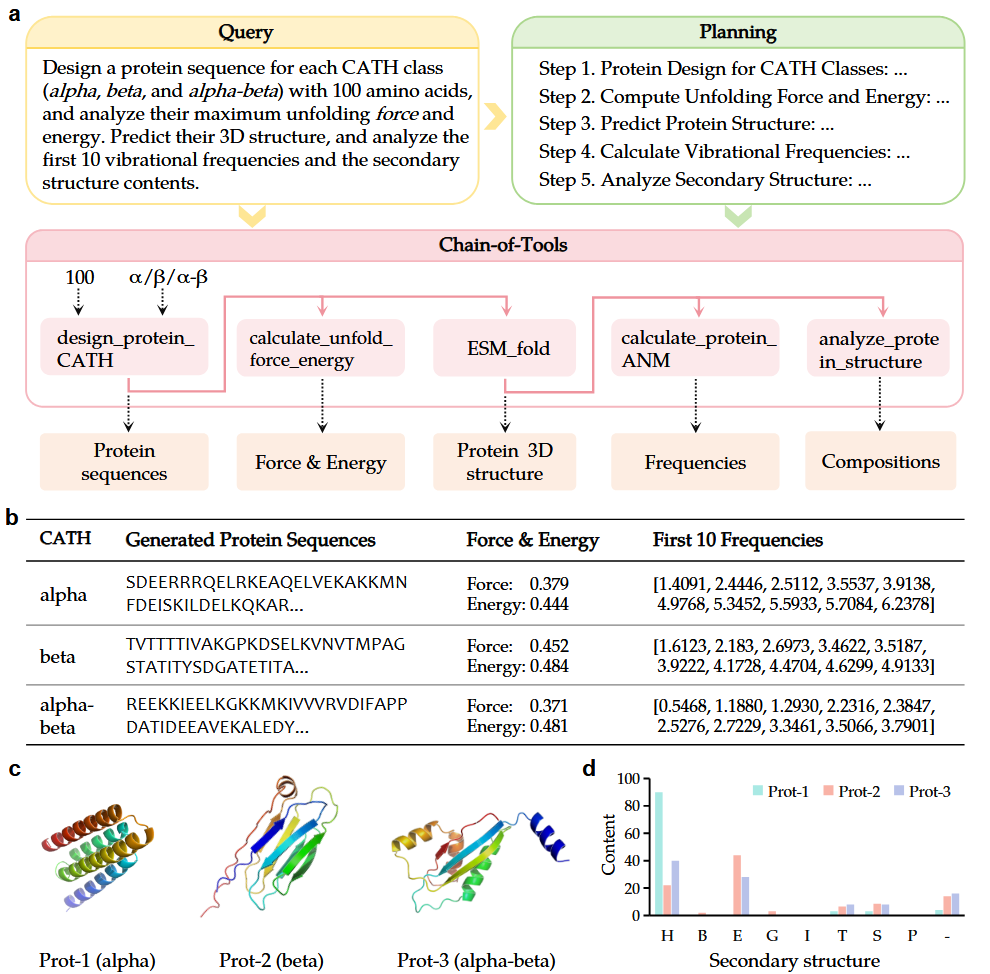 a
Query
Design a protein sequence for each CATH class
(alpha, beta, and alpha-beta) with 100 amino acids,
and analyze their maximum unfolding force and
energy. Predict their 3D structure, and analyze the
first 10 vibrational frequencies and the secondary
structure contents.
Planning
Step 1. Protein Design for CATH Classes: ...
Step 2. Compute Unfolding Force and Energy: ...
Step 3. Predict Protein Structure: ...
Step 4. Calculate Vibrational Frequencies: ...
Step 5. Analyze Secondary Structure: ...
Chain-of-Tools
100
α/β/α-β
design_protein_
CATH
calculate_unfold_
force_energy
ESM_fold
calculate_protein_
ANM
analyze_prote
in_structure
Protein
sequences
Force & Energy
Protein 3D
structure
Frequencies
Compositions
b
CATH Generated Protein Sequences Force & Energy First 10 Frequencies
alpha
SDEERRRQELRKEAQELVEKAKKMN
FDEISKILDELKQKAR...
Force: 0.379
Energy: 0.444
[1.4091, 2.4446, 2.5112, 3.5537, 3.9138,
4.9768, 5.3452, 5.5933, 5.7084, 6.2378]
beta
TVTTTTIVAKGPKDSELKVNVTMPAG
STATITYSDGATETITA...
Force: 0.452
Energy: 0.484
[1.6123, 2.183, 2.6973, 3.4622, 3.5187,
3.9222, 4.1728, 4.4704, 4.6299, 4.9133]
alpha-
beta
REEKKIEELKGKKMKIVVVRVDIFAPP
DATIDEEAVEKALEDY...
Force: 0.371
Energy: 0.481
[0.5468, 1.1880, 1.2930, 2.2316, 2.3847,
2.5276, 2.7229, 3.3461, 3.5066, 3.7901]
c
Prot-1 (alpha)
Prot-2 (beta)
Prot-3 (alpha-beta)
d
Content
100
80
60
40
20
0
Prot-1 Prot-2 Prot-3
H B E G I T S P -
Secondary structure